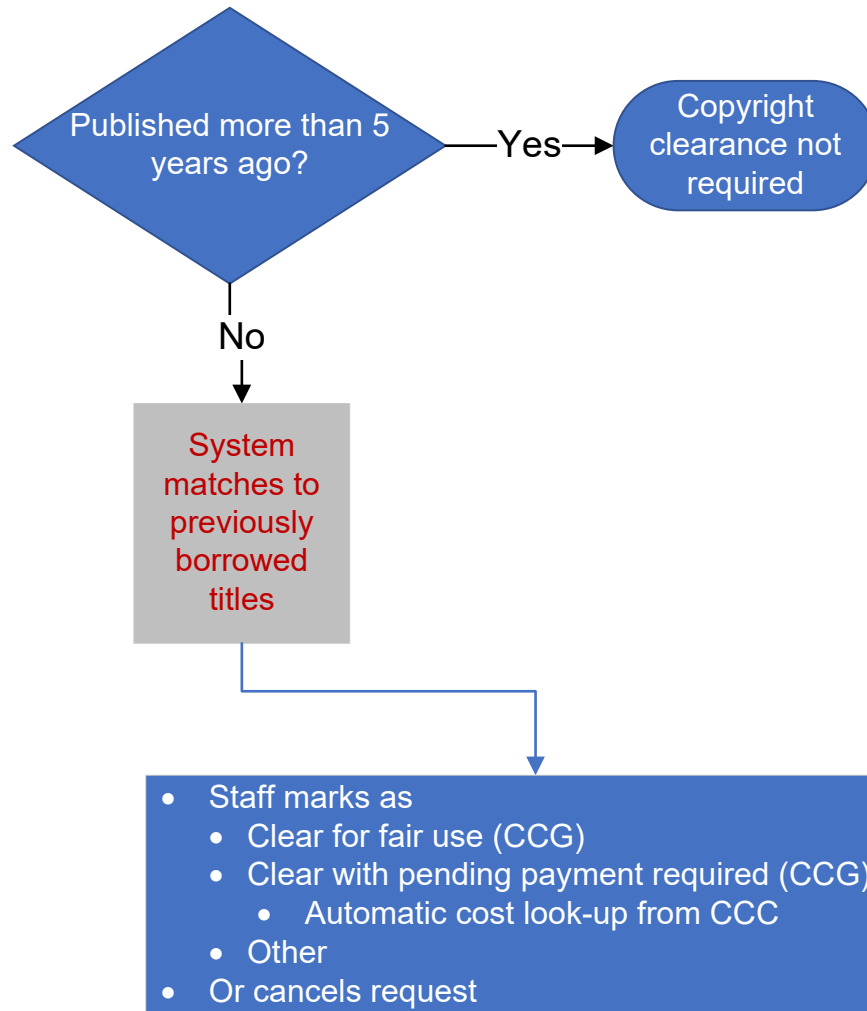 Published more than 5
years ago?
Yes
Copyright
clearance not
required
No
System
matches to
previously
borrowed
titles
• Staff marks as
• Clear for fair use (CCG)
• Clear with pending payment required (CCG)
• Automatic cost look-up from CCC
• Other
• Or cancels request